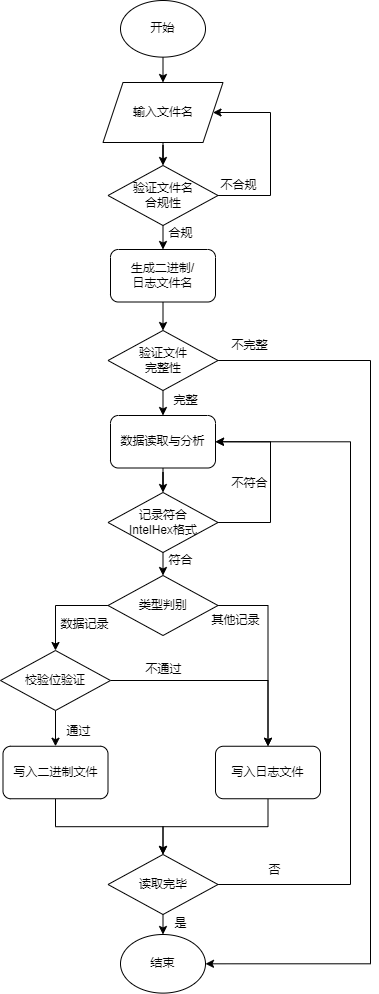 开始
输入文件名
验证文件名
合规性
不合规
合规
生成二进制/
日志文件名
验证文件
完整性
不完整
完整
数据读取与分析
不符合
记录符合
IntelHex格式
符合
类型判别
数据记录
其他记录
校验位验证
不通过
通过
写入二进制文件
写入日志文件
读取完毕
否
是
结束